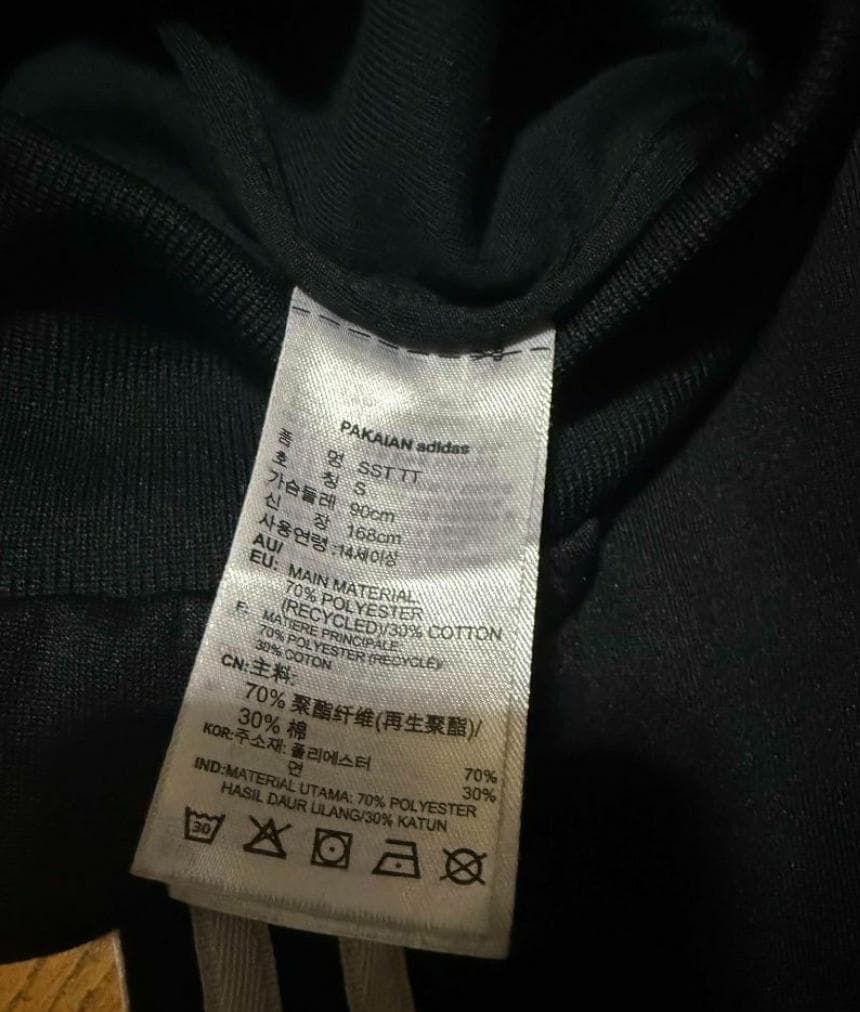 PAKAIAN adidas
품 명 SST TT
호 칭 S
가슴둘레 90cm
신 장 168cm
사용연령 :14세이상
AU/
EU: MAIN MATERIAL
70% POLYESTER
(RECYCLED)/30% COTTON
F: MATIERE PRINCIPALE:
70% POLYESTER (RECYCLÉ)/
30% COTON
CN:主料:
70% 聚酯纤维(再生聚酯)/
30% 棉
KOR:주소재: 폴리에스터 70%
면 30%
IND:MATERIAL UTAMA: 70% POLYESTER
HASIL DAUR ULANG/30% KATUN
30